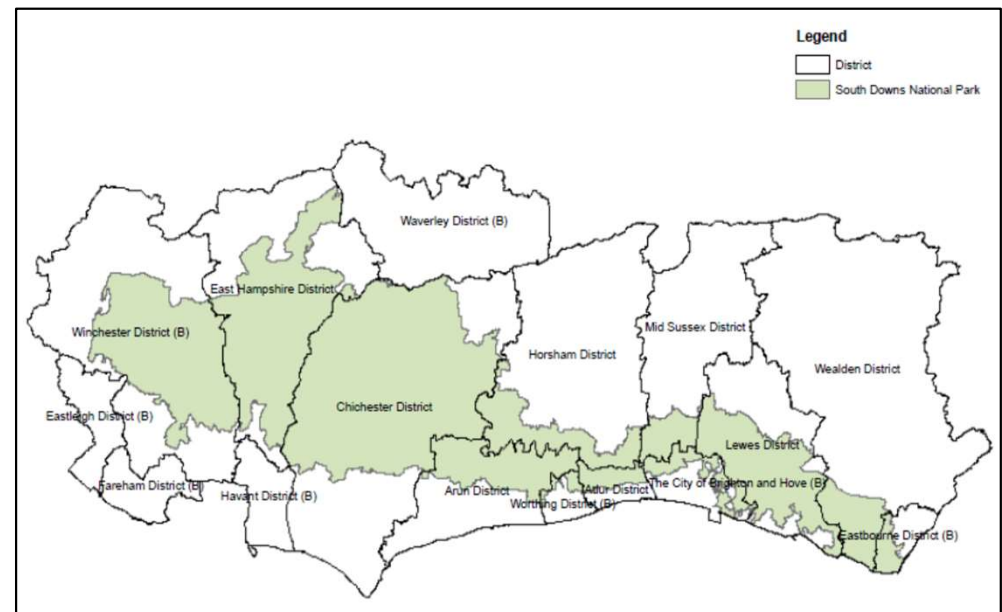 Legend
District
South Downs National Park
Waverley District (B)
East Hampshire District
Winchester District (B)
Mid Sussex District
Horsham District
Wealden District
Chichester District
Eastleigh District (B)
Lewes District
Fareham District (B)
Havant District (B)
Arun District
Adur District
The City of Brighton and Hove (B)
Worthing District (B)
Eastbourne District (B)